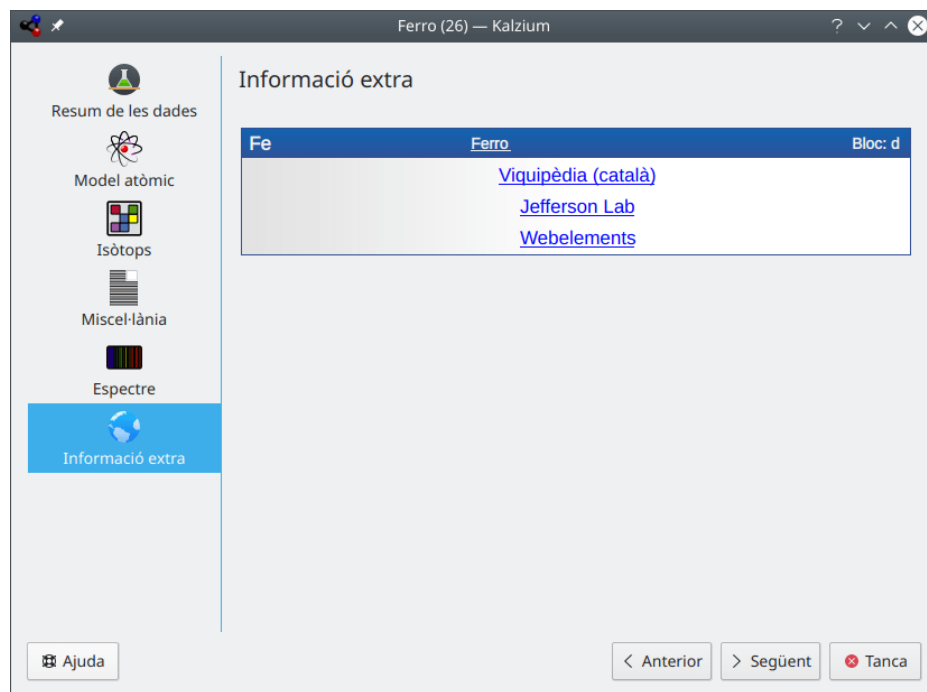 Ferro (26) — Kalzium
Resum de les dades
Model atòmic
Isòtops
Miscel·lània
Espectre
Informació extra
Informació extra
Fe Ferro Bloc: d
Viquipèdia (català)
Jefferson Lab
Webelements
Ajuda
Anterior
Següent
Tanca